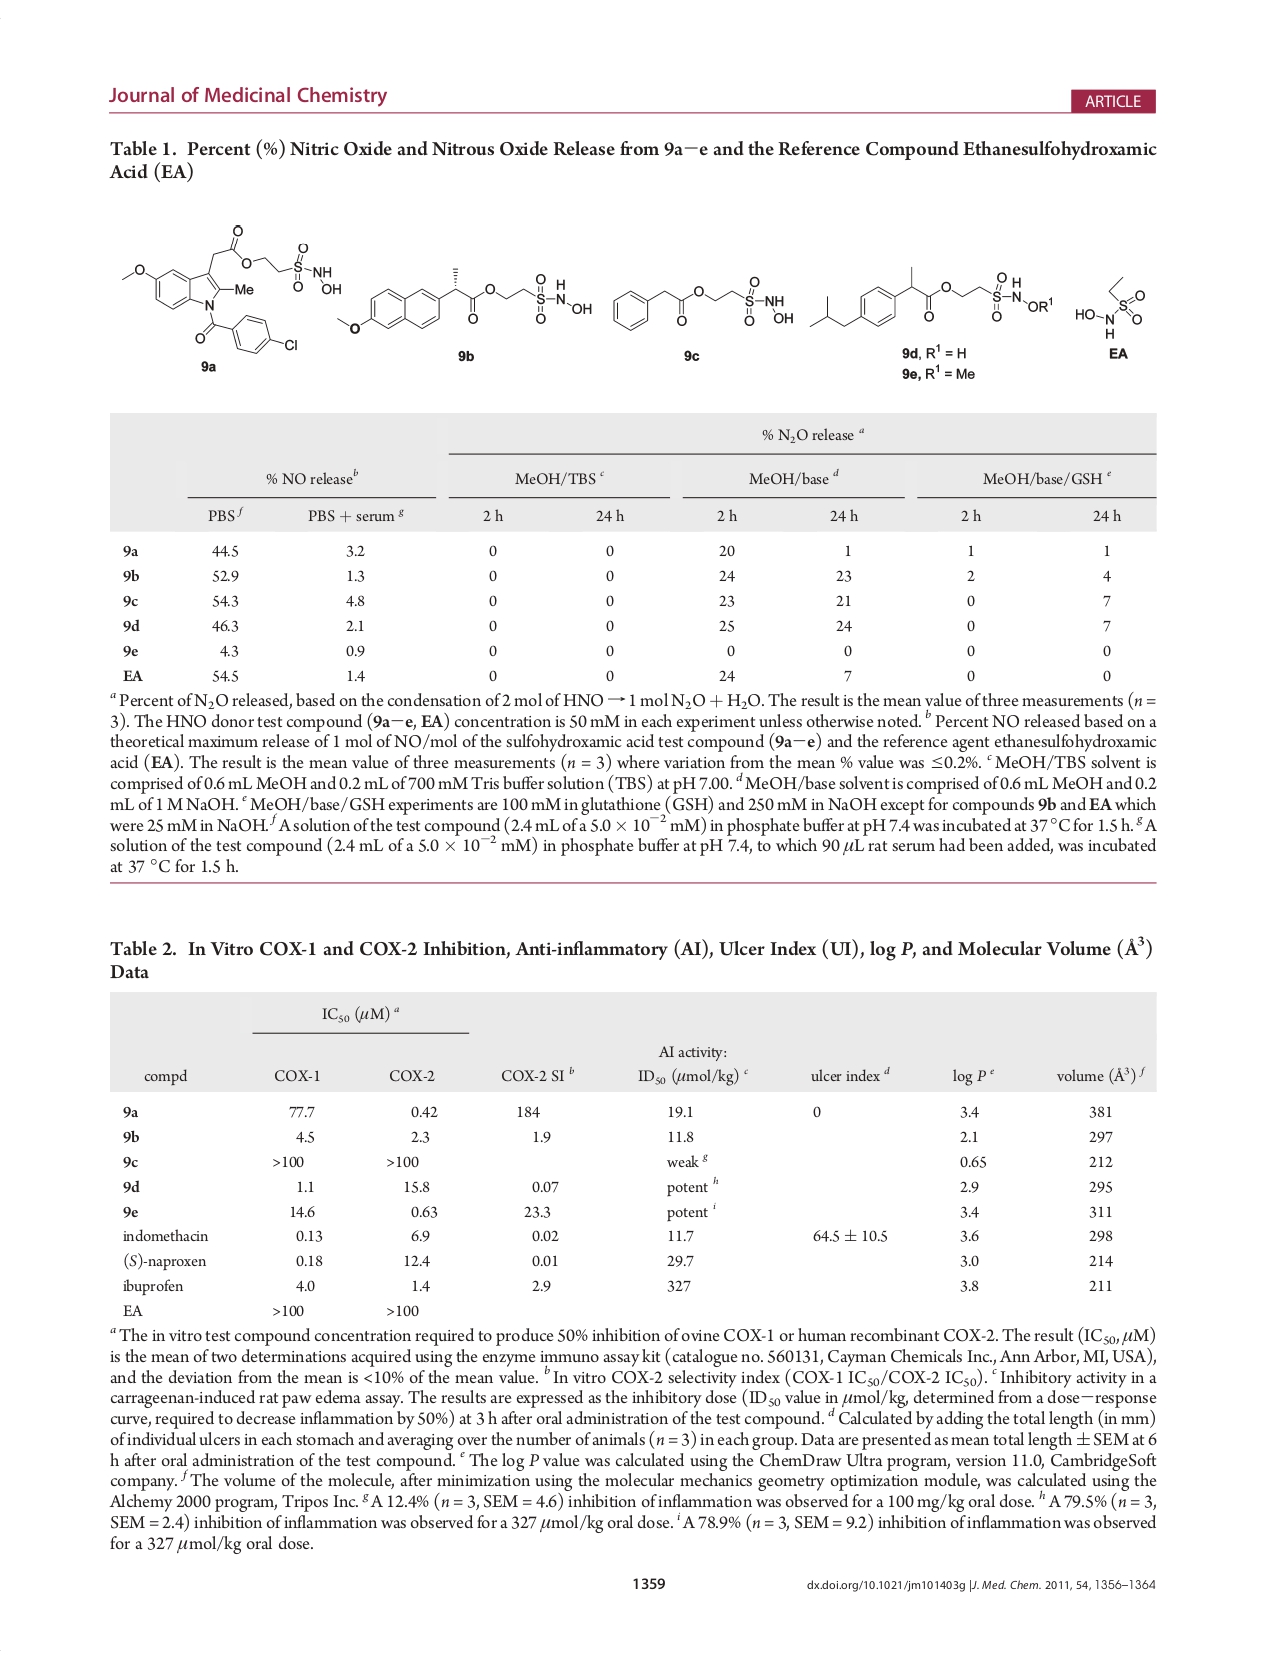 Journal of Medicinal Chemistry
ARTICLE
Table 1. Percent (%) Nitric Oxide and Nitrous Oxide Release from 9a−e and the Reference Compound Ethanesulfohydroxamic
Acid (EA)
O O O O S NH OH O Me N O Cl
9a
O O O O S O H N OH
9b
O O O S O NH OH
9c
O O O S O H N OR1
9d, R1 = H
9e, R1 = Me
HO N H S O O
EA
% N2O release a
% NO release b MeOH/TBS c MeOH/base d MeOH/base/GSH e
PBS f PBS + serum g 2 h 24 h 2 h 24 h 2 h 24 h
9a 44.5 3.2 0 0 20 1 1 1
9b 52.9 1.3 0 0 24 23 2 4
9c 54.3 4.8 0 0 23 21 0 7
9d 46.3 2.1 0 0 25 24 0 7
9e 4.3 0.9 0 0 0 0 0 0
EA 54.5 1.4 0 0 24 7 0 0
a Percent of N2O released, based on the condensation of 2 mol of HNO → 1 mol N2O + H2O. The result is the mean value of three measurements (n =
3). The HNO donor test compound (9a−e, EA) concentration is 50 mM in each experiment unless otherwise noted. b Percent NO released based on a
theoretical maximum release of 1 mol of NO/mol of the sulfohydroxamic acid test compound (9a−e) and the reference agent ethanesulfohydroxamic
acid (EA). The result is the mean value of three measurements (n = 3) where variation from the mean % value was ≤0.2%. c MeOH/TBS solvent is
comprised of 0.6 mL MeOH and 0.2 mL of 700 mM Tris buffer solution (TBS) at pH 7.00. d MeOH/base solvent is comprised of 0.6 mL MeOH and 0.2
mL of 1 M NaOH. e MeOH/base/GSH experiments are 100 mM in glutathione (GSH) and 250 mM in NaOH except for compounds 9b and EA which
were 25 mM in NaOH. f A solution of the test compound (2.4 mL of a 5.0 × 10−2 mM) in phosphate buffer at pH 7.4 was incubated at 37 °C for 1.5 h. g A
solution of the test compound (2.4 mL of a 5.0 × 10−2 mM) in phosphate buffer at pH 7.4, to which 90 μL rat serum had been added, was incubated
at 37 °C for 1.5 h.
Table 2. In Vitro COX-1 and COX-2 Inhibition, Anti-inflammatory (AI), Ulcer Index (UI), log P, and Molecular Volume (Å3)
Data
IC50 (μM) a
AI activity:
compd COX-1 COX-2 COX-2 SI b ID50 (μmol/kg) c ulcer index d log P e volume (Å3) f
9a 77.7 0.42 184 19.1 0 3.4 381
9b 4.5 2.3 1.9 11.8 2.1 297
9c >100 >100 weak g 0.65 212
9d 1.1 15.8 0.07 potent h 2.9 295
9e 14.6 0.63 23.3 potent i 3.4 311
indomethacin 0.13 6.9 0.02 11.7 64.5 ± 10.5 3.6 298
(S)-naproxen 0.18 12.4 0.01 29.7 3.0 214
ibuprofen 4.0 1.4 2.9 327 3.8 211
EA >100 >100
a The in vitro test compound concentration required to produce 50% inhibition of ovine COX-1 or human recombinant COX-2. The result (IC50, μM)
is the mean of two determinations acquired using the enzyme immuno assay kit (catalogue no. 560131, Cayman Chemicals Inc., Ann Arbor, MI, USA),
and the deviation from the mean is <10% of the mean value. b In vitro COX-2 selectivity index (COX-1 IC50/COX-2 IC50). c Inhibitory activity in a
carrageenan-induced rat paw edema assay. The results are expressed as the inhibitory dose (ID50 value in μmol/kg, determined from a dose−response
curve, required to decrease inflammation by 50%) at 3 h after oral administration of the test compound. d Calculated by adding the total length (in mm)
of individual ulcers in each stomach and averaging over the number of animals (n = 3) in each group. Data are presented as mean total length ± SEM at 6
h after oral administration of the test compound. e The log P value was calculated using the ChemDraw Ultra program, version 11.0, CambridgeSoft
company. f The volume of the molecule, after minimization using the molecular mechanics geometry optimization module, was calculated using the
Alchemy 2000 program, Tripos Inc. g A 12.4% (n = 3, SEM = 4.6) inhibition of inflammation was observed for a 100 mg/kg oral dose. h A 79.5% (n = 3,
SEM = 2.4) inhibition of inflammation was observed for a 327 μmol/kg oral dose. i A 78.9% (n = 3, SEM = 9.2) inhibition of inflammation was observed
for a 327 μmol/kg oral dose.
1359
dx.doi.org/10.1021/jm101403g |J. Med. Chem. 2011, 54, 1356–1364